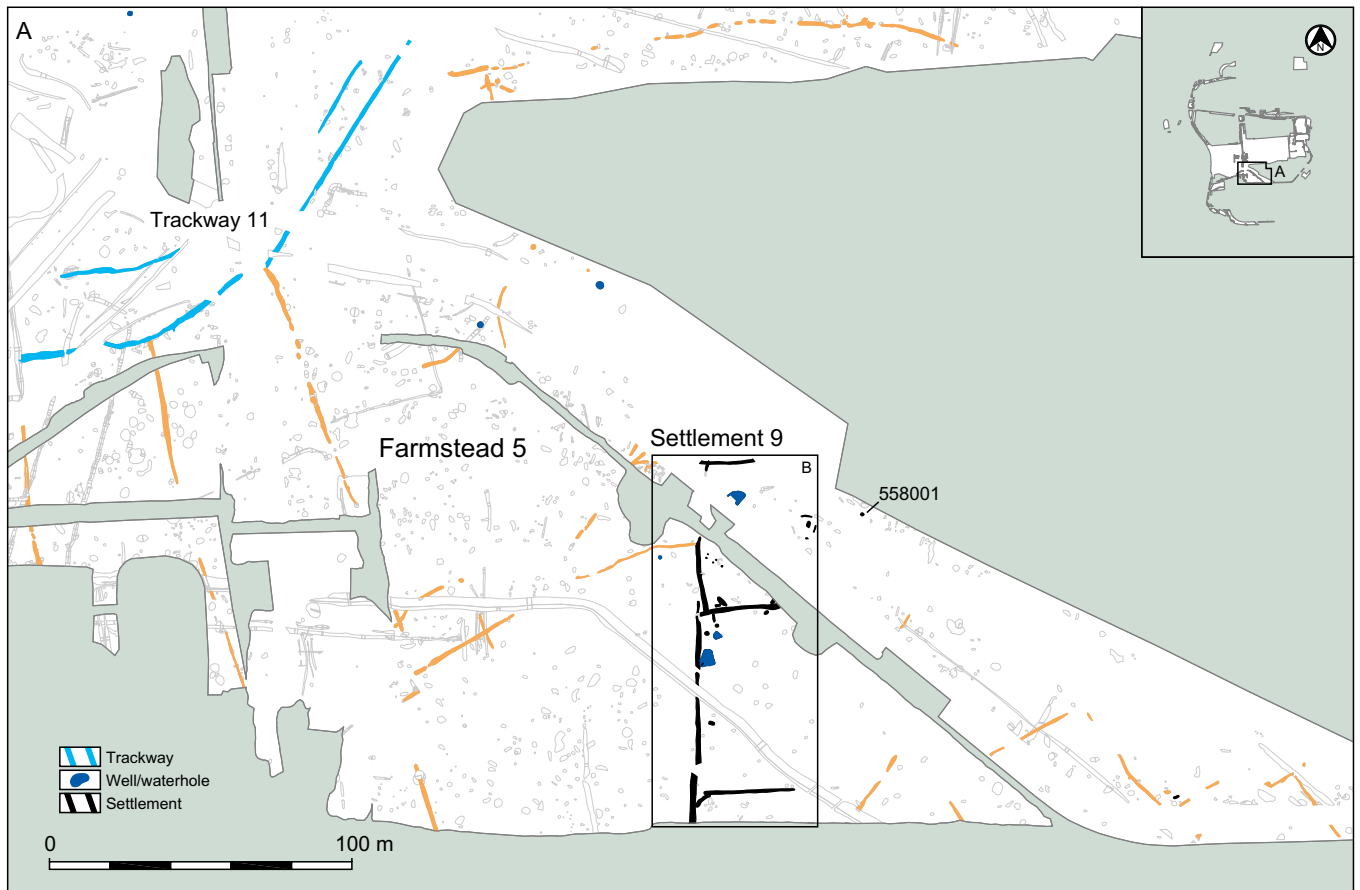 A
N
A
Trackway 11
Farmstead 5
Settlement 9
B
558001
Trackway
Well/waterhole
Settlement
0 100 m